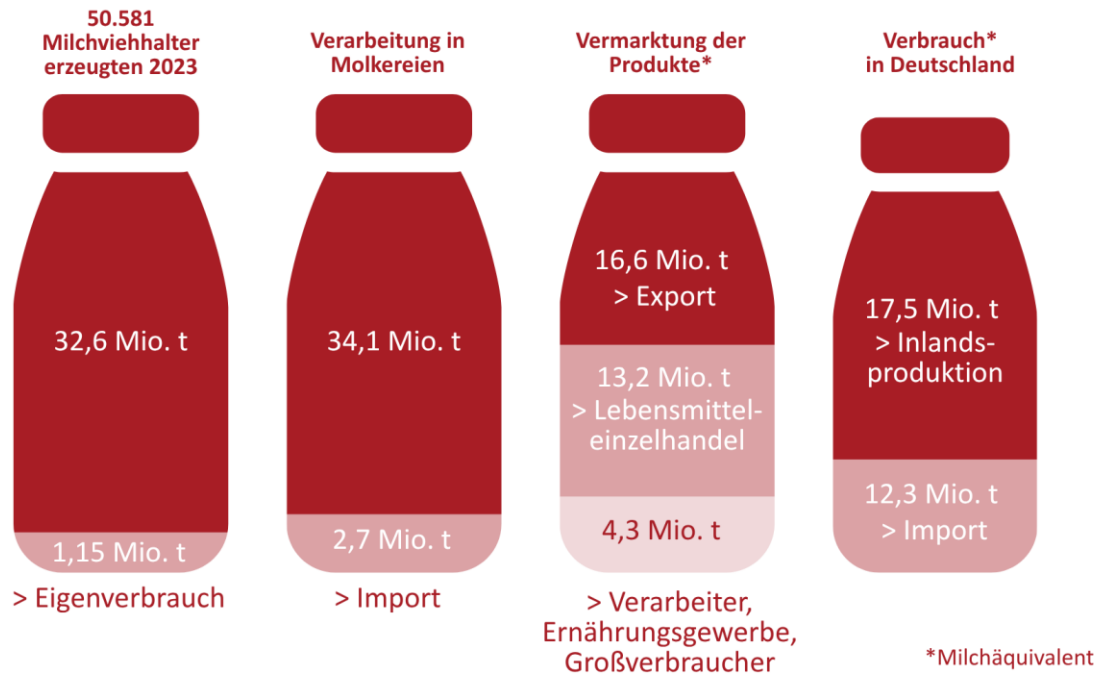 50.581
Milchviehhalter
erzeugten 2023
32,6 Mio. t
1,15 Mio. t
> Eigenverbrauch
Verarbeitung in
Molkereien
34,1 Mio. t
2,7 Mio. t
> Import
Vermarktung der
Produkte*
16,6 Mio. t
> Export
13,2 Mio. t
> Lebensmittel-
einzelhandel
4,3 Mio. t
> Verarbeiter,
Ernährungsgewerbe,
Großverbraucher
Verbrauch*
in Deutschland
17,5 Mio. t
> Inlands-
produktion
12,3 Mio. t
> Import
*Milchäquivalent